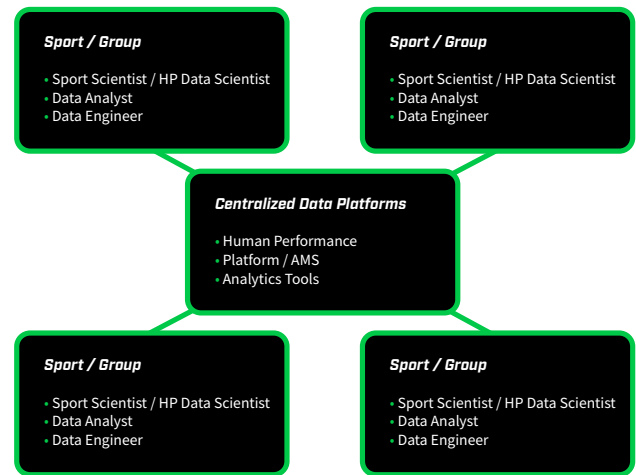 Sport / Group
• Sport Scientist / HP Data Scientist
• Data Analyst
• Data Engineer
Sport / Group
• Sport Scientist / HP Data Scientist
• Data Analyst
• Data Engineer
Centralized Data Platforms
• Human Performance
• Platform / AMS
• Analytics Tools
Sport / Group
• Sport Scientist / HP Data Scientist
• Data Analyst
• Data Engineer
Sport / Group
• Sport Scientist / HP Data Scientist
• Data Analyst
• Data Engineer